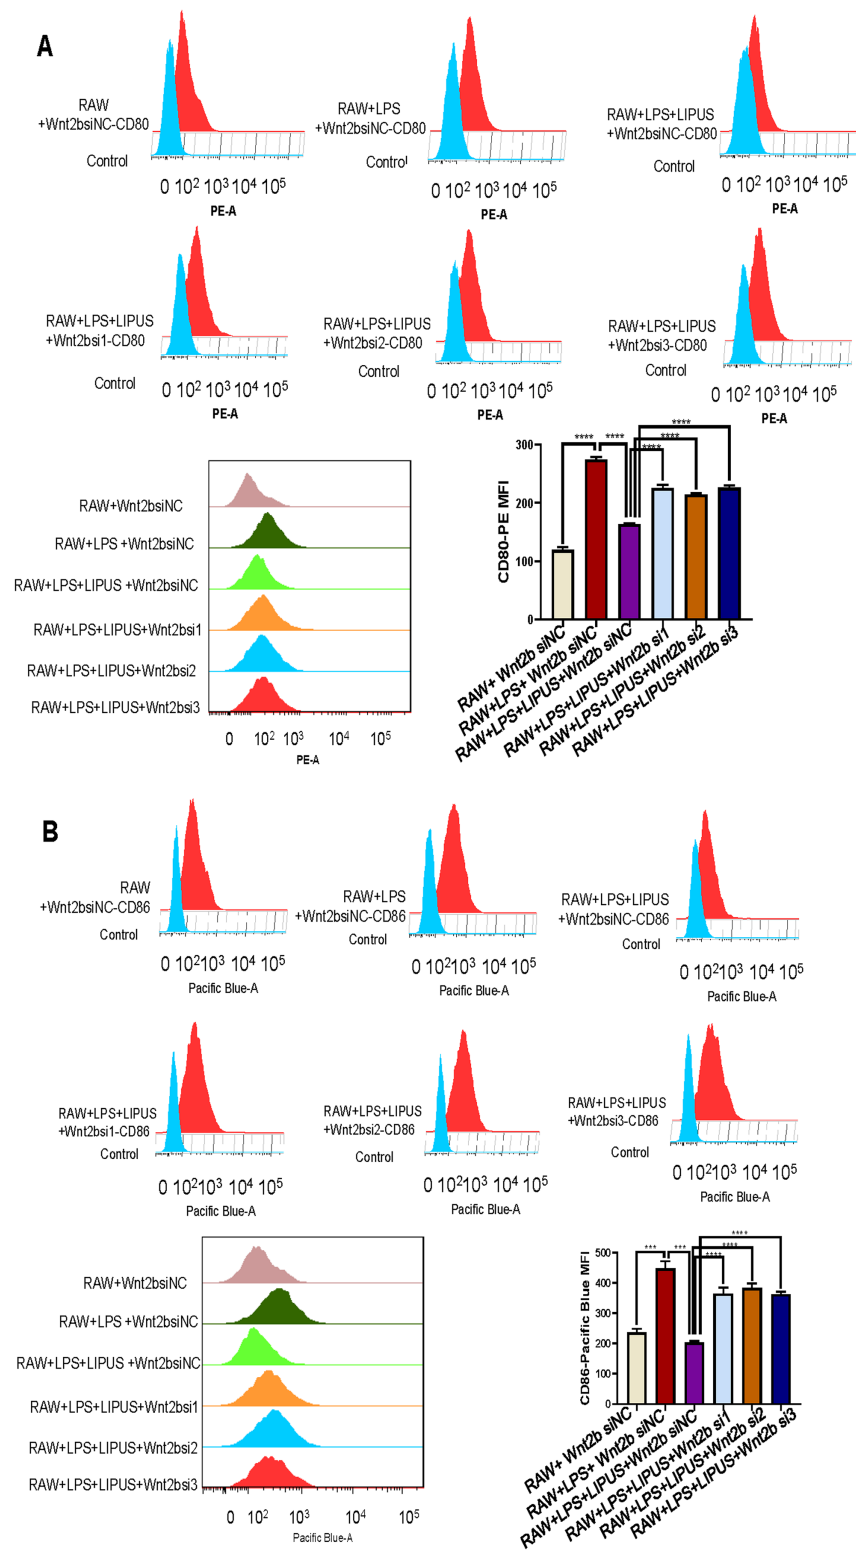 A
RAW
+Wnt2bsiNC-CD80
Control
0 10² 10³ 10⁴ 10⁵
PE-A
RAW+LPS
+Wnt2bsiNC-CD80
Control
0 10² 10³ 10⁴ 10⁵
PE-A
RAW+LPS+LIPUS
+Wnt2bsiNC-CD80
Control
0 10² 10³ 10⁴ 10⁵
PE-A
RAW+LPS+LIPUS
+Wnt2bsi1-CD80
Control
0 10² 10³ 10⁴ 10⁵
PE-A
RAW+LPS+LIPUS
+Wnt2bsi2-CD80
Control
0 10² 10³ 10⁴ 10⁵
PE-A
RAW+LPS+LIPUS
+Wnt2bsi3-CD80
Control
0 10² 10³ 10⁴ 10⁵
PE-A
RAW+Wnt2bsiNC
RAW+LPS +Wnt2bsiNC
RAW+LPS+LIPUS +Wnt2bsiNC
RAW+LPS+LIPUS+Wnt2bsi1
RAW+LPS+LIPUS+Wnt2bsi2
RAW+LPS+LIPUS+Wnt2bsi3
0 10² 10³ 10⁴ 10⁵
PE-A
CD80-PE MFI
300
200
100
0
****
****
****
****
****
RAW+ Wnt2b siNC
RAW+LPS+ Wnt2b siNC
RAW+LPS+LIPUS+Wnt2b siNC
RAW+LPS+LIPUS+Wnt2b si1
RAW+LPS+LIPUS+Wnt2b si2
RAW+LPS+LIPUS+Wnt2b si3
B
RAW
+Wnt2bsiNC-CD86
Control
0 10²10³ 10⁴ 10⁵
Pacific Blue-A
RAW+LPS
+Wnt2bsiNC-CD86
Control
0 10²10³ 10⁴ 10⁵
Pacific Blue-A
RAW+LPS+LIPUS
+Wnt2bsiNC-CD86
Control
0 10²10³ 10⁴ 10⁵
Pacific Blue-A
RAW+LPS+LIPUS
+Wnt2bsi1-CD86
Control
0 10²10³ 10⁴ 10⁵
Pacific Blue-A
RAW+LPS+LIPUS
+Wnt2bsi2-CD86
Control
0 10²10³ 10⁴ 10⁵
Pacific Blue-A
RAW+LPS+LIPUS
+Wnt2bsi3-CD86
Control
0 10²10³ 10⁴ 10⁵
Pacific Blue-A
RAW+Wnt2bsiNC
RAW+LPS +Wnt2bsiNC
RAW+LPS+LIPUS +Wnt2bsiNC
RAW+LPS+LIPUS+Wnt2bsi1
RAW+LPS+LIPUS+Wnt2bsi2
RAW+LPS+LIPUS+Wnt2bsi3
0 10² 10³ 10⁴ 10⁵
Pacific Blue-A
CD86-Pacific Blue MFI
500
400
300
200
100
0
***
***
****
****
****
RAW+ Wnt2b siNC
RAW+LPS+ Wnt2b siNC
RAW+LPS+LIPUS+Wnt2b siNC
RAW+LPS+LIPUS+Wnt2b si1
RAW+LPS+LIPUS+Wnt2b si2
RAW+LPS+LIPUS+Wnt2b si3